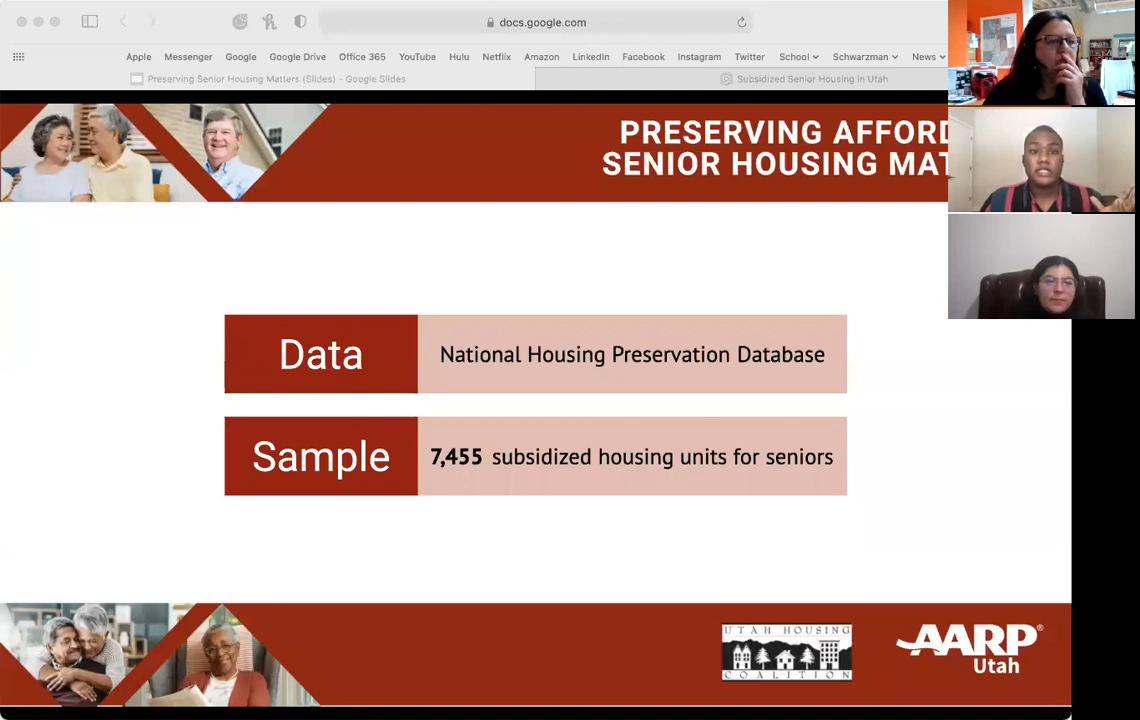 docs.google.com
Apple Messenger Google Google Drive Office 365 YouTube Hulu Netflix Amazon LinkedIn Facebook Instagram Twitter School Schwarzman News
Preserving Senior Housing Matters (Slides) - Google Slides
Subsidized Senior Housing in Utah
PRESERVING AFFORD
SENIOR HOUSING MAT
Data
National Housing Preservation Database
Sample
7,455 subsidized housing units for seniors
UTAH HOUSING
COALITION
AARP®
Utah